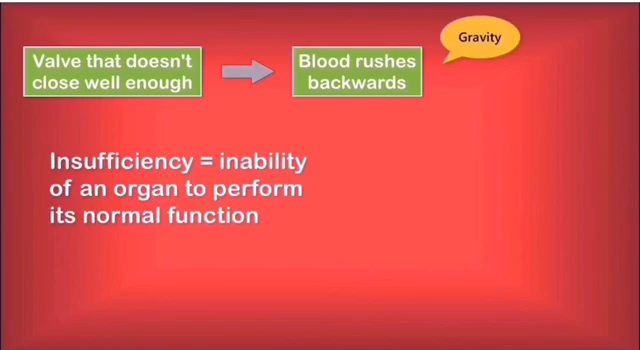 Gravity
Valve that doesn't
close well enough
Blood rushes
backwards
Insufficiency = inability
of an organ to perform
its normal function